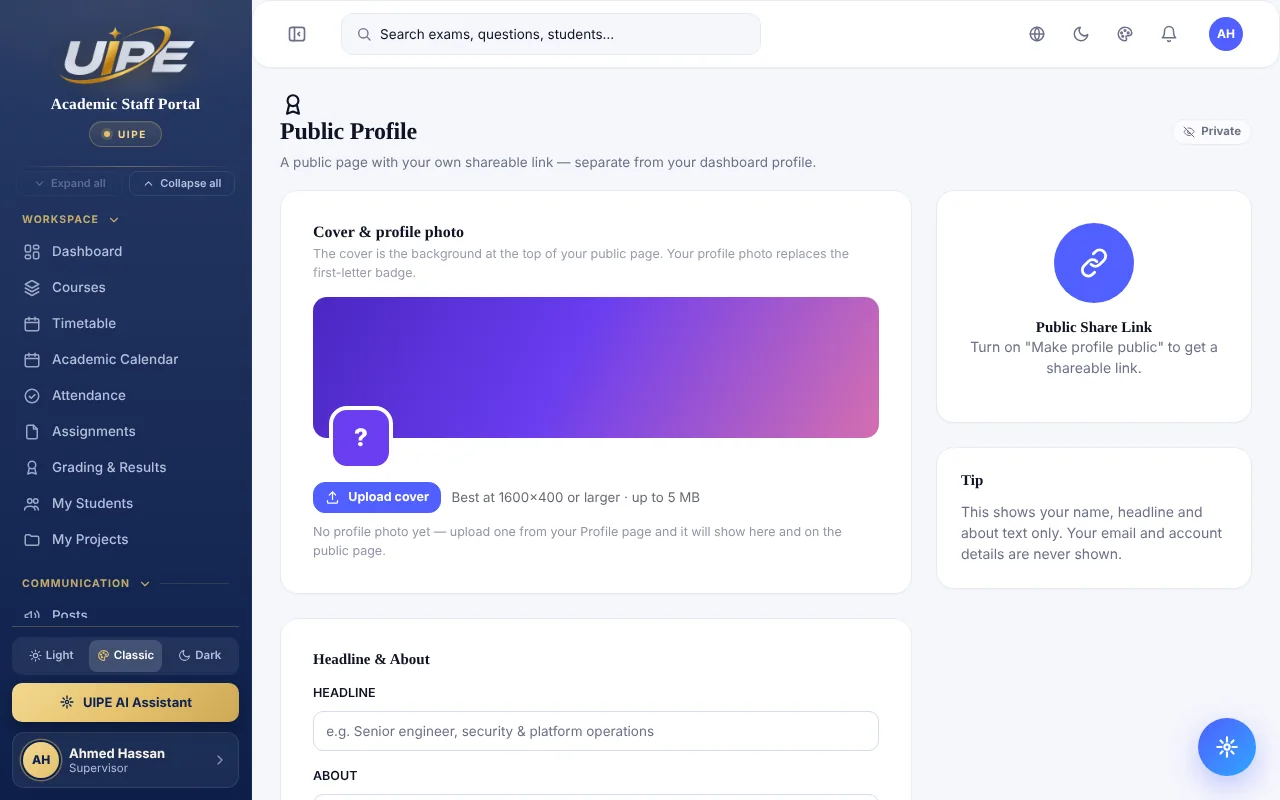 UIPE
Academic Staff Portal
UIPE
Expand all
Collapse all
WORKSPACE
Dashboard
Courses
Timetable
Academic Calendar
Attendance
Assignments
Grading & Results
My Students
My Projects
COMMUNICATION
Posts
Light
Classic
Dark
UIPE AI Assistant
AH
Ahmed Hassan
Supervisor
Search exams, questions, students...
AH
Public Profile
Private
A public page with your own shareable link — separate from your dashboard profile.
Cover & profile photo
The cover is the background at the top of your public page. Your profile photo replaces the
first-letter badge.
?
Upload cover
Best at 1600×400 or larger · up to 5 MB
No profile photo yet — upload one from your Profile page and it will show here and on the
public page.
Headline & About
HEADLINE
e.g. Senior engineer, security & platform operations
ABOUT
Public Share Link
Turn on "Make profile public" to get a
shareable link.
Tip
This shows your name, headline and
about text only. Your email and account
details are never shown.